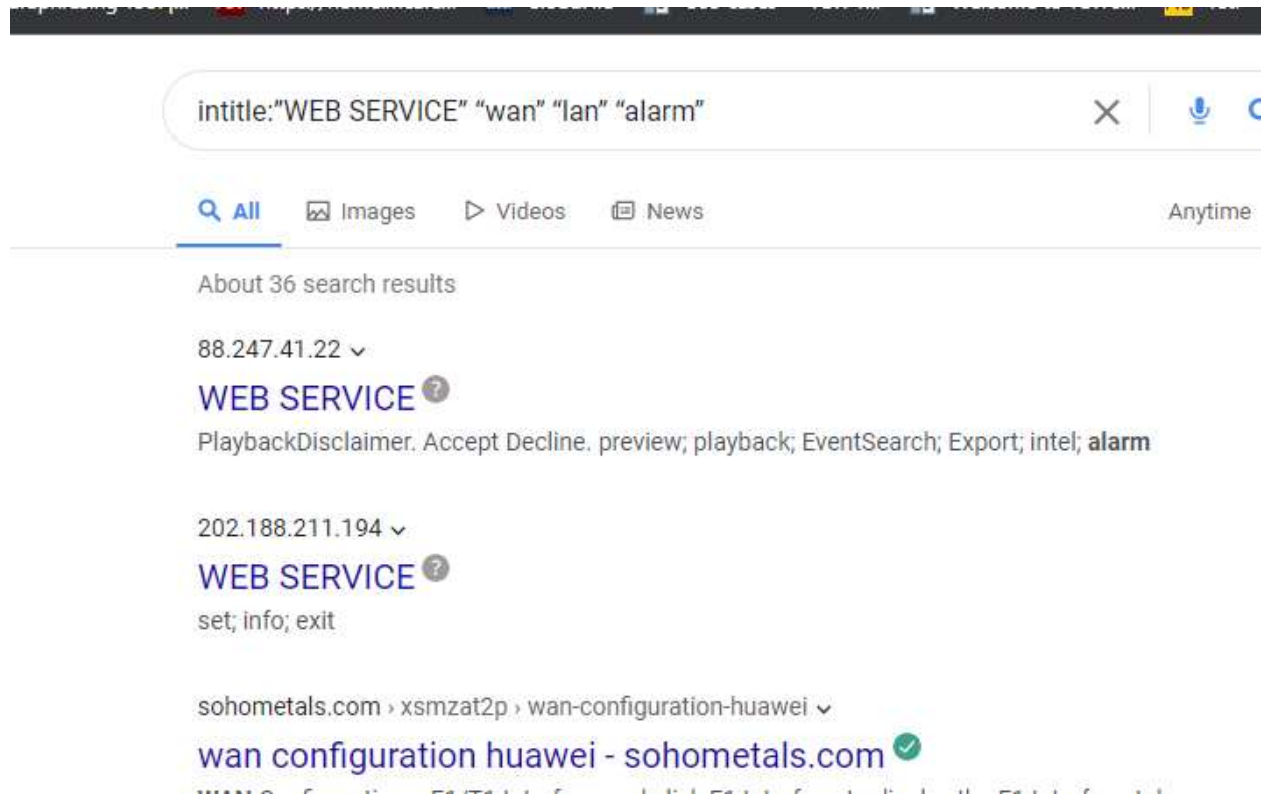 intitle:”WEB SERVICE” “wan” “lan” “alarm”
All Images Videos News Anytime
About 36 search results
88.247.41.22
WEB SERVICE
PlaybackDisclaimer. Accept Decline. preview; playback; EventSearch; Export; intel; alarm
202.188.211.194
WEB SERVICE
set; info; exit
sohometals.com › xsmzat2p › wan-configuration-huawei
wan configuration huawei - sohometals.com